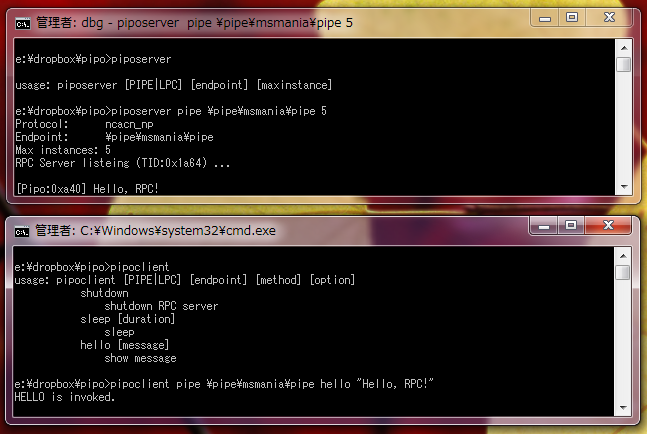 管理者: dbg - piposerver  pipe ¥pipe¥msmania¥pipe 5
e:¥dropbox¥pipo>piposerver
usage: piposerver [PIPE|LPC] [endpoint] [maxinstance]
e:¥dropbox¥pipo>piposerver pipe ¥pipe¥msmania¥pipe 5
Protocol:      ncacn_np
Endpoint:      ¥pipe¥msmania¥pipe
Max instances: 5
RPC Server listeing (TID:0x1a64) ...
[Pipo:0xa40] Hello, RPC!
管理者: C:¥Windows¥system32¥cmd.exe
e:¥dropbox¥pipo>pipoclient
usage: pipoclient [PIPE|LPC] [endpoint] [method] [option]
shutdown
shutdown RPC server
sleep [duration]
sleep
hello [message]
show message
e:¥dropbox¥pipo>pipoclient pipe ¥pipe¥msmania¥pipe hello "Hello, RPC!"
HELLO is invoked.